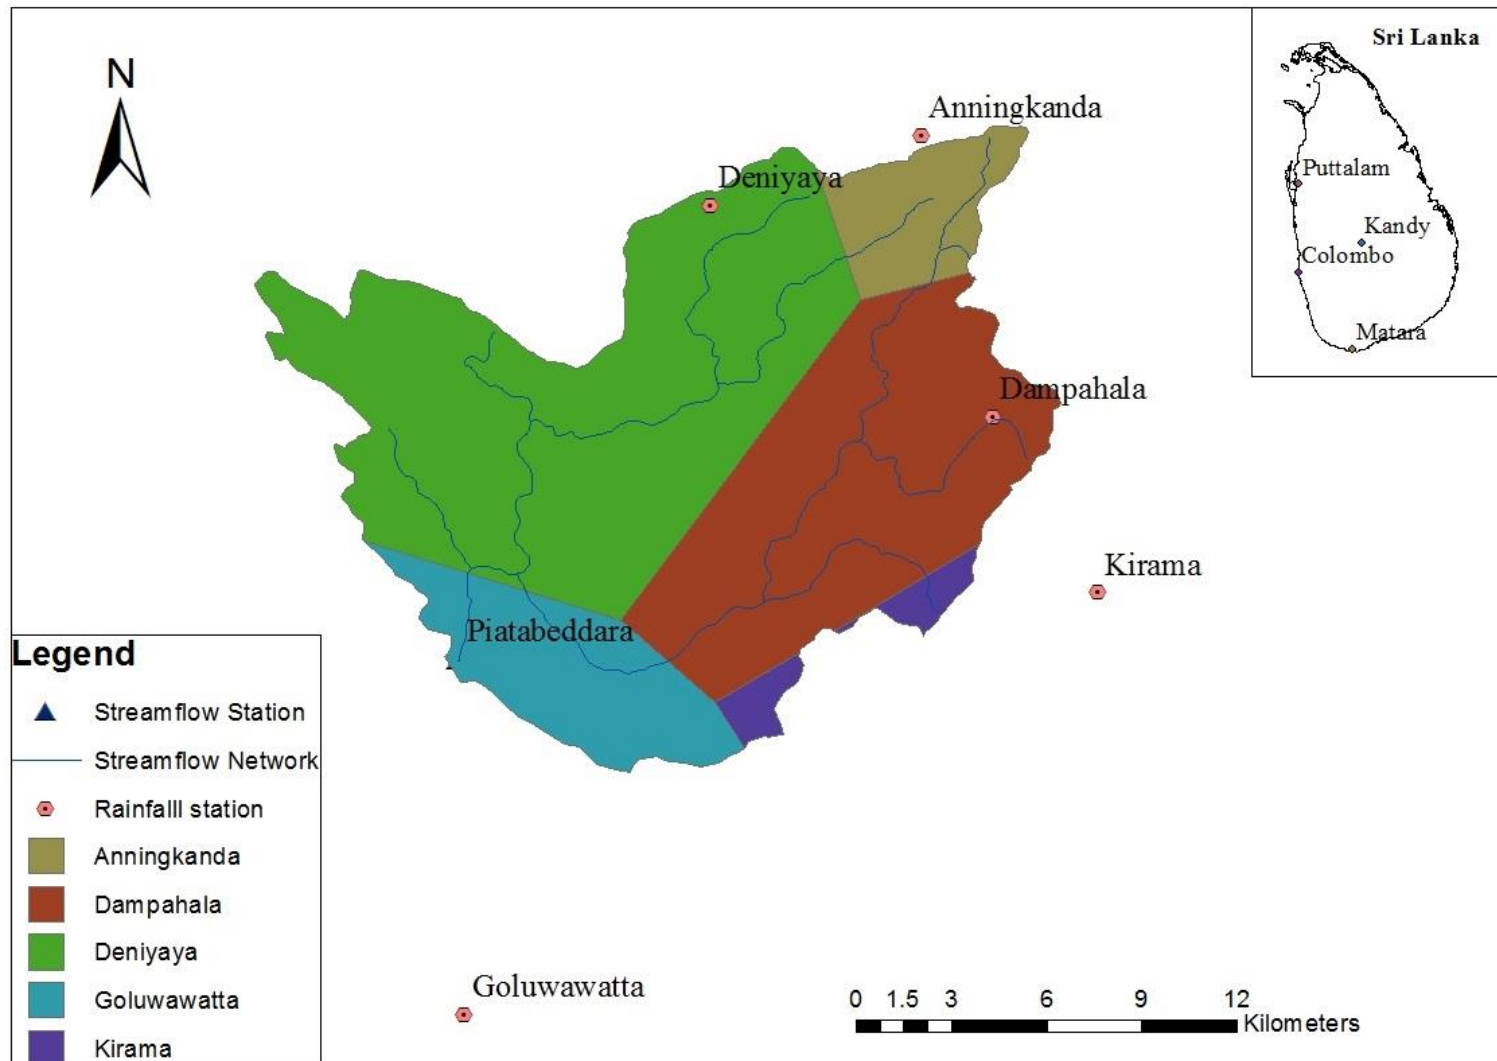 N
Anningkanda
Deniyaya
Dampahala
Kirama
Piatabeddara
Goluwawatta
Sri Lanka
Puttalam
Kandy
Colombo
Matara
Legend
Streamflow Station
Streamflow Network
Rainfalll station
Anningkanda
Dampahala
Deniyaya
Goluwawatta
Kirama
0 1.5 3 6 9 12
Kilometers